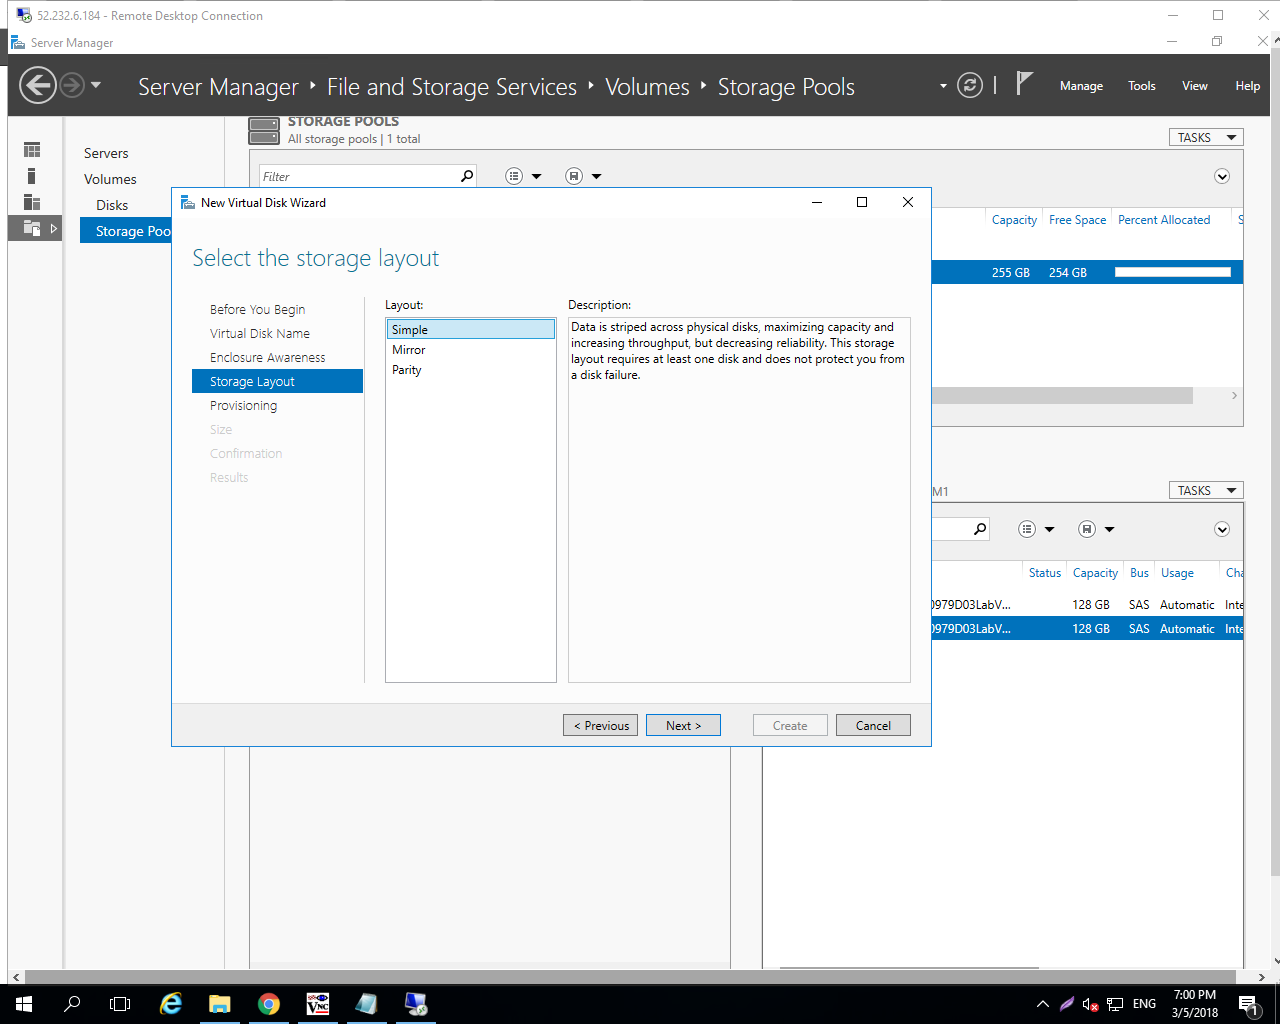 52.232.6.184 - Remote Desktop Connection
Server Manager
Server Manager ‣ File and Storage Services ‣ Volumes ‣ Storage Pools
Manage Tools View Help
Servers
Volumes
Disks
Storage Poo
STORAGE POOLS
All storage pools | 1 total
TASKS
Filter
Capacity Free Space Percent Allocated S
255 GB 254 GB
New Virtual Disk Wizard
Select the storage layout
Before You Begin
Virtual Disk Name
Enclosure Awareness
Storage Layout
Provisioning
Size
Confirmation
Results
Layout:
Simple
Mirror
Parity
Description:
Data is striped across physical disks, maximizing capacity and
increasing throughput, but decreasing reliability. This storage
layout requires at least one disk and does not protect you from
a disk failure.
< Previous Next > Create Cancel
M1
TASKS
Status Capacity Bus Usage Cha
0979D03LabV... 128 GB SAS Automatic Inte
0979D03LabV... 128 GB SAS Automatic Inte
VNC
ENG
7:00 PM
3/5/2018
1